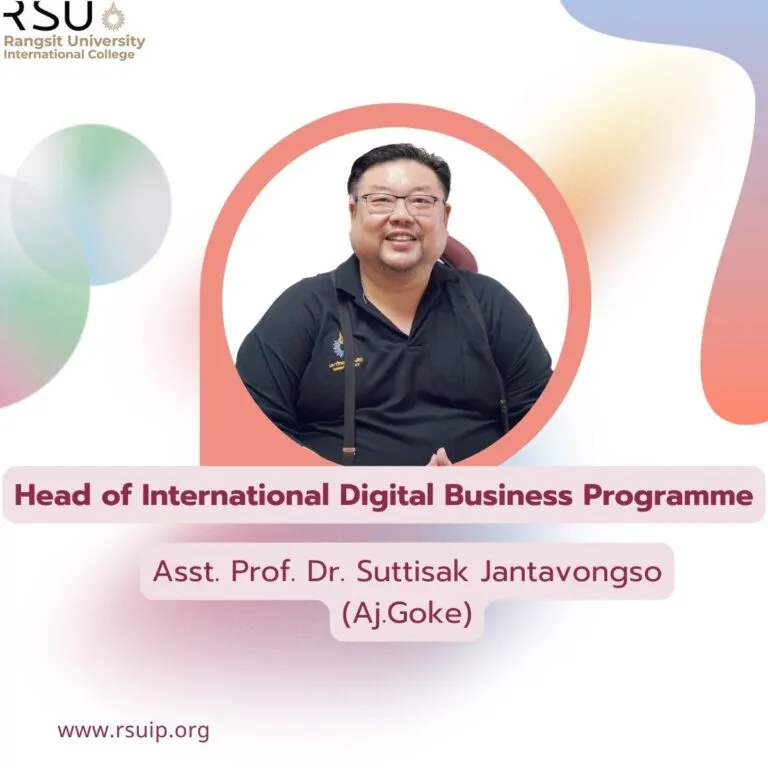 RSU
Rangsit University
International College
Head of International Digital Business Programme
Asst. Prof. Dr. Suttisak Jantavongso
(Aj.Goke)
www.rsuip.org